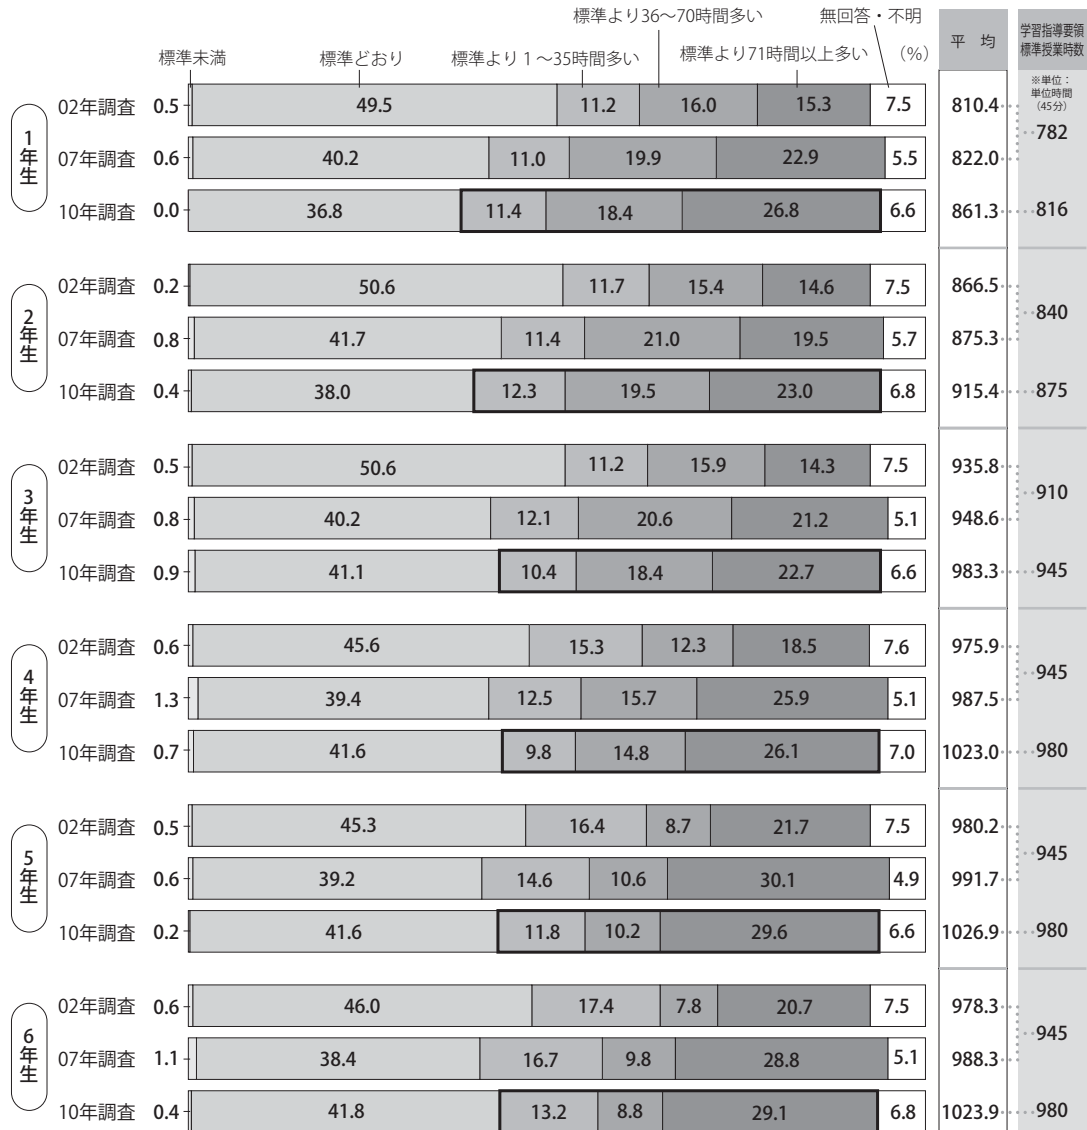 標準より36〜70時間多い 無回答・不明
標準未満 標準どおり 標準より1〜35時間多い 標準より71時間以上多い (%)
平 均
学習指導要領
標準授業時数
※単位：
単位時間
（45分）
1年生
02年調査 0.5 49.5 11.2 16.0 15.3 7.5 810.4
782
07年調査 0.6 40.2 11.0 19.9 22.9 5.5 822.0
10年調査 0.0 36.8 11.4 18.4 26.8 6.6 861.3 816
2年生
02年調査 0.2 50.6 11.7 15.4 14.6 7.5 866.5
840
07年調査 0.8 41.7 11.4 21.0 19.5 5.7 875.3
10年調査 0.4 38.0 12.3 19.5 23.0 6.8 915.4 875
3年生
02年調査 0.5 50.6 11.2 15.9 14.3 7.5 935.8
910
07年調査 0.8 40.2 12.1 20.6 21.2 5.1 948.6
10年調査 0.9 41.1 10.4 18.4 22.7 6.6 983.3 945
4年生
02年調査 0.6 45.6 15.3 12.3 18.5 7.6 975.9
945
07年調査 1.3 39.4 12.5 15.7 25.9 5.1 987.5
10年調査 0.7 41.6 9.8 14.8 26.1 7.0 1023.0 980
5年生
02年調査 0.5 45.3 16.4 8.7 21.7 7.5 980.2
945
07年調査 0.6 39.2 14.6 10.6 30.1 4.9 991.7
10年調査 0.2 41.6 11.8 10.2 29.6 6.6 1026.9 980
6年生
02年調査 0.6 46.0 17.4 7.8 20.7 7.5 978.3
945
07年調査 1.1 38.4 16.7 9.8 28.8 5.1 988.3
10年調査 0.4 41.8 13.2 8.8 29.1 6.8 1023.9 980